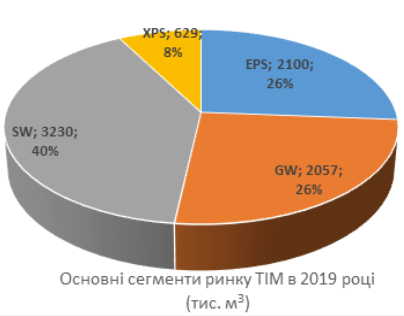 XPS; 629;
8%
EPS; 2100;
26%
SW; 3230;
40%
GW; 2057;
26%
Основні сегменти ринку ТІМ в 2019 році
(тис. м³)